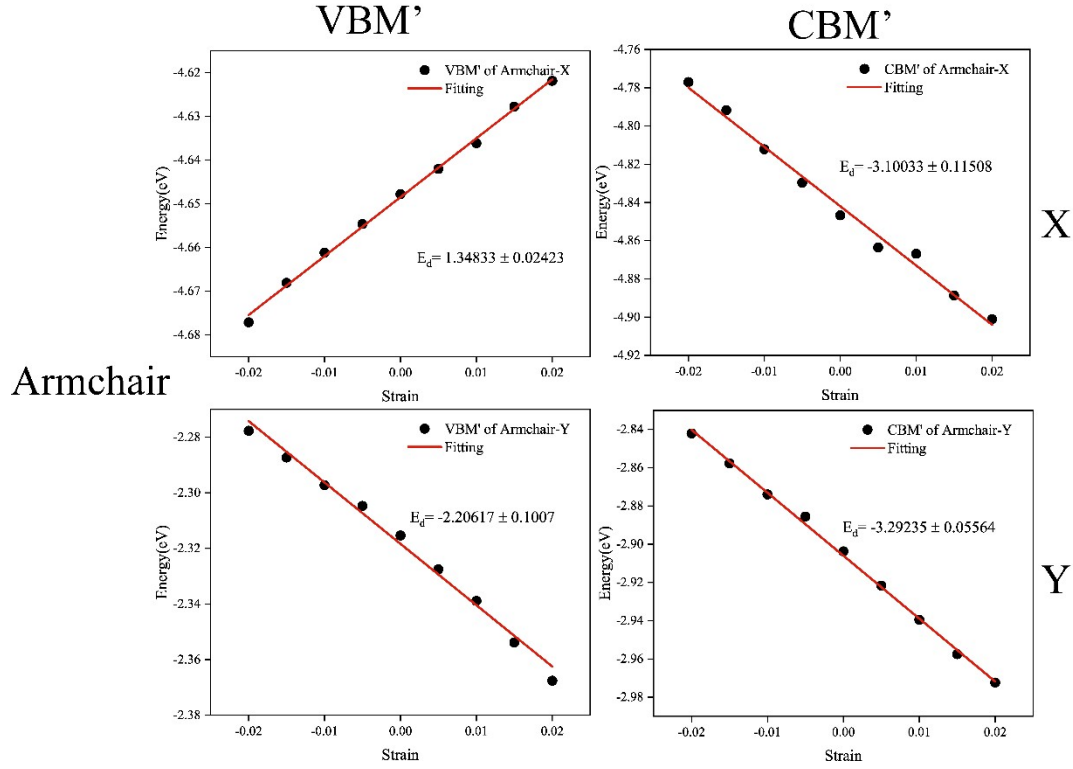 VBM’ CBM’
VBM' of Armchair-X
Fitting
E_d= 1.34833 ± 0.02423
-4.62
-4.63
-4.64
-4.65
-4.66
-4.67
-4.68
Energy(eV)
-0.02 -0.01 0.00 0.01 0.02
Strain
CBM' of Armchair-X
Fitting
E_d= -3.10033 ± 0.11508
-4.76
-4.78
-4.80
-4.82
-4.84
-4.86
-4.88
-4.90
-4.92
Energy(eV)
-0.02 -0.01 0.00 0.01 0.02
Strain
X
Armchair
VBM' of Armchair-Y
Fitting
E_d= -2.20617 ± 0.1007
-2.28
-2.30
-2.32
-2.34
-2.36
-2.38
Energy(eV)
-0.02 -0.01 0.00 0.01 0.02
Strain
CBM' of Armchair-Y
Fitting
E_d= -3.29235 ± 0.05564
-2.84
-2.86
-2.88
-2.90
-2.92
-2.94
-2.96
-2.98
Energy(eV)
-0.02 -0.01 0.00 0.01 0.02
Strain
Y